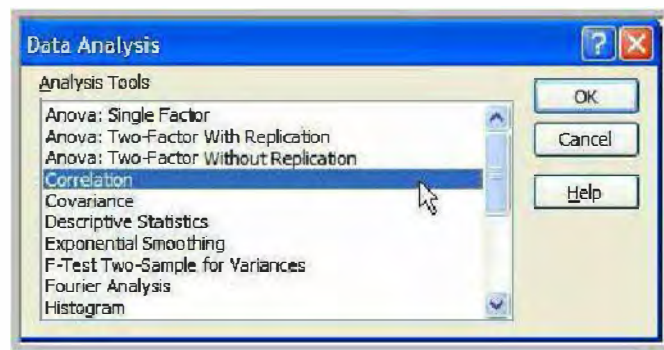 Data Analysis
Analysis Tools
Anova: Single Factor
Anova: Two-Factor With Replication
Anova: Two-Factor Without Replication
Correlation
Covariance
Descriptive Statistics
Exponential Smoothing
F-Test Two-Sample for Variances
Fourier Analysis
Histogram
OK
Cancel
Help